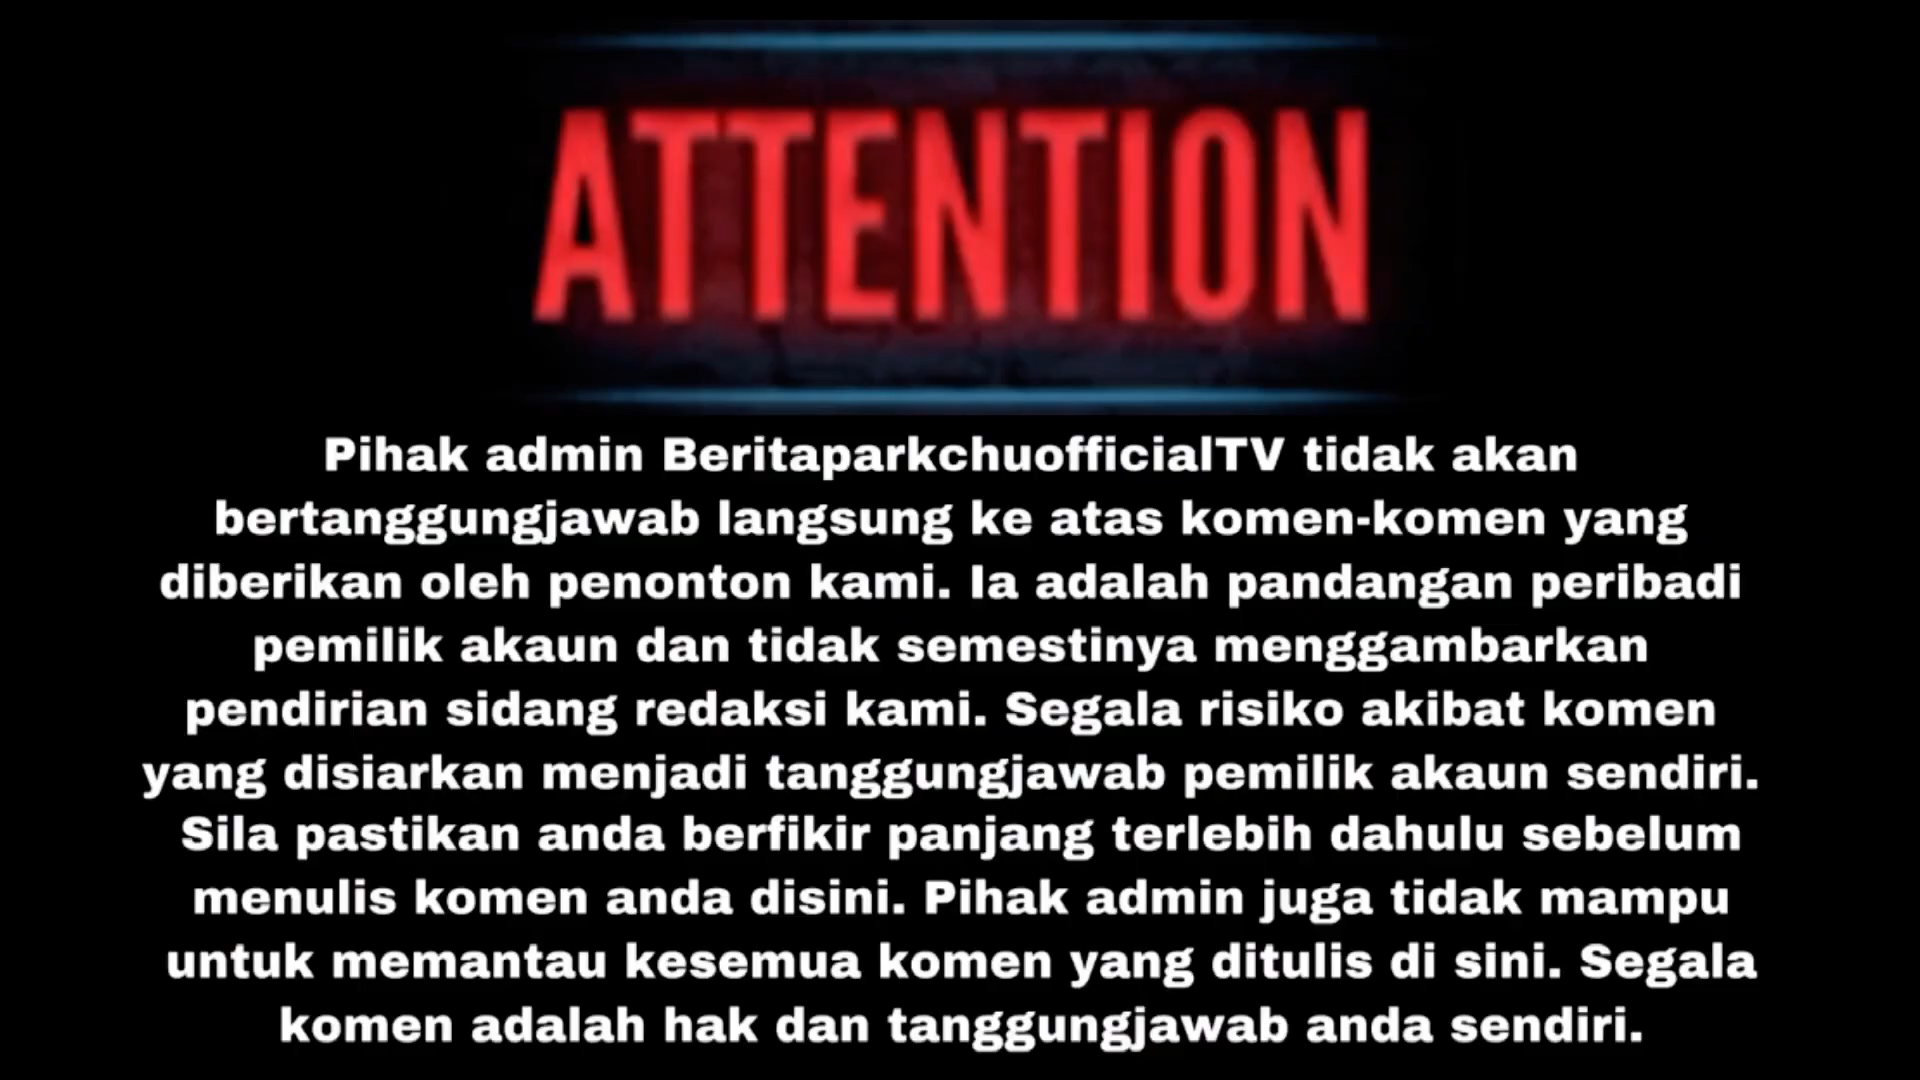 ATTENTION
Pihak admin BeritaparkchuofficialTV tidak akan
bertanggungjawab langsung ke atas komen-komen yang
diberikan oleh penonton kami. Ia adalah pandangan peribadi
pemilik akaun dan tidak semestinya menggambarkan
pendirian sidang redaksi kami. Segala risiko akibat komen
yang disiarkan menjadi tanggungjawab pemilik akaun sendiri.
Sila pastikan anda berfikir panjang terlebih dahulu sebelum
menulis komen anda disini. Pihak admin juga tidak mampu
untuk memantau kesemua komen yang ditulis di sini. Segala
komen adalah hak dan tanggungjawab anda sendiri.